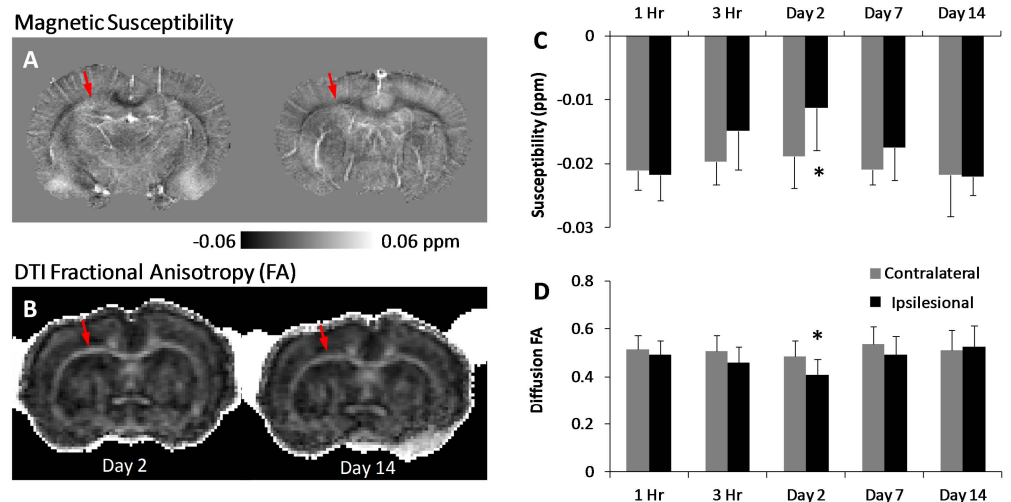 Magnetic Susceptibility
A
-0.06
0.06 ppm
DTI Fractional Anisotropy (FA)
B
Day 2
Day 14
C
1 Hr 3 Hr Day 2 Day 7 Day 14
0
-0.01
-0.02
-0.03
Susceptibility (ppm)
*
D
Contralateral
Ipsilesional
0.8
0.6
0.4
0.2
0
Diffusion FA
*
1 Hr 3 Hr Day 2 Day 7 Day 14